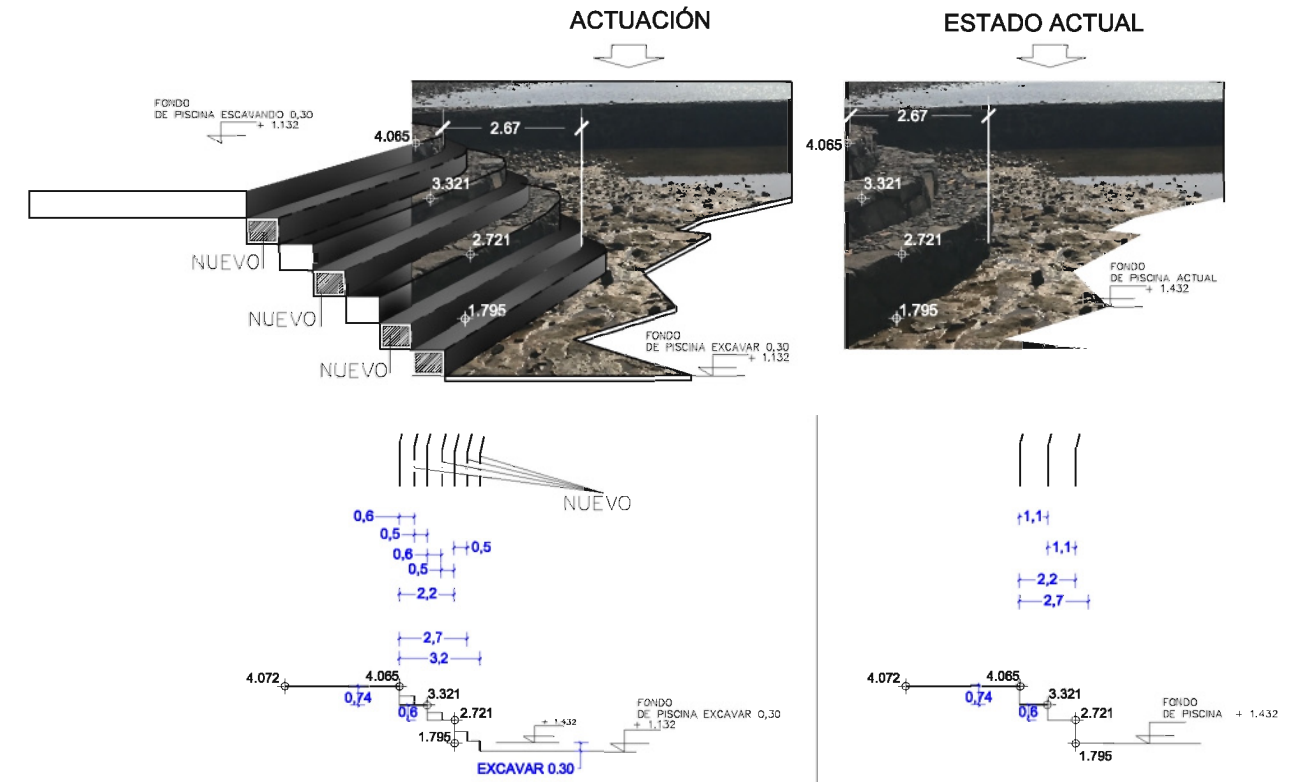 ACTUACIÓN
ESTADO ACTUAL
FONDO
DE PISCINA ESCAVANDO 0,30
+ 1.132
4.065
2.67
3.321
2.721
1.795
NUEVO
NUEVO
NUEVO
FONDO
DE PISCINA EXCAVAR 0,30
+ 1.132
2.67
4.065
3.321
2.721
1.795
FONDO
DE PISCINA ACTUAL
+ 1.432
NUEVO
0,6
0,5
0,6
0,5
0,5
2,2
2,7
3,2
4.072
4.065
0,74
3.321
0,6
2.721
1.795
+ 1.432
FONDO
DE PISCINA EXCAVAR 0,30
+ 1.132
EXCAVAR 0.30
1,1
1,1
2,2
2,7
4.072
4.065
0,74
3.321
0,6
2.721
1.795
FONDO
DE PISCINA + 1.432